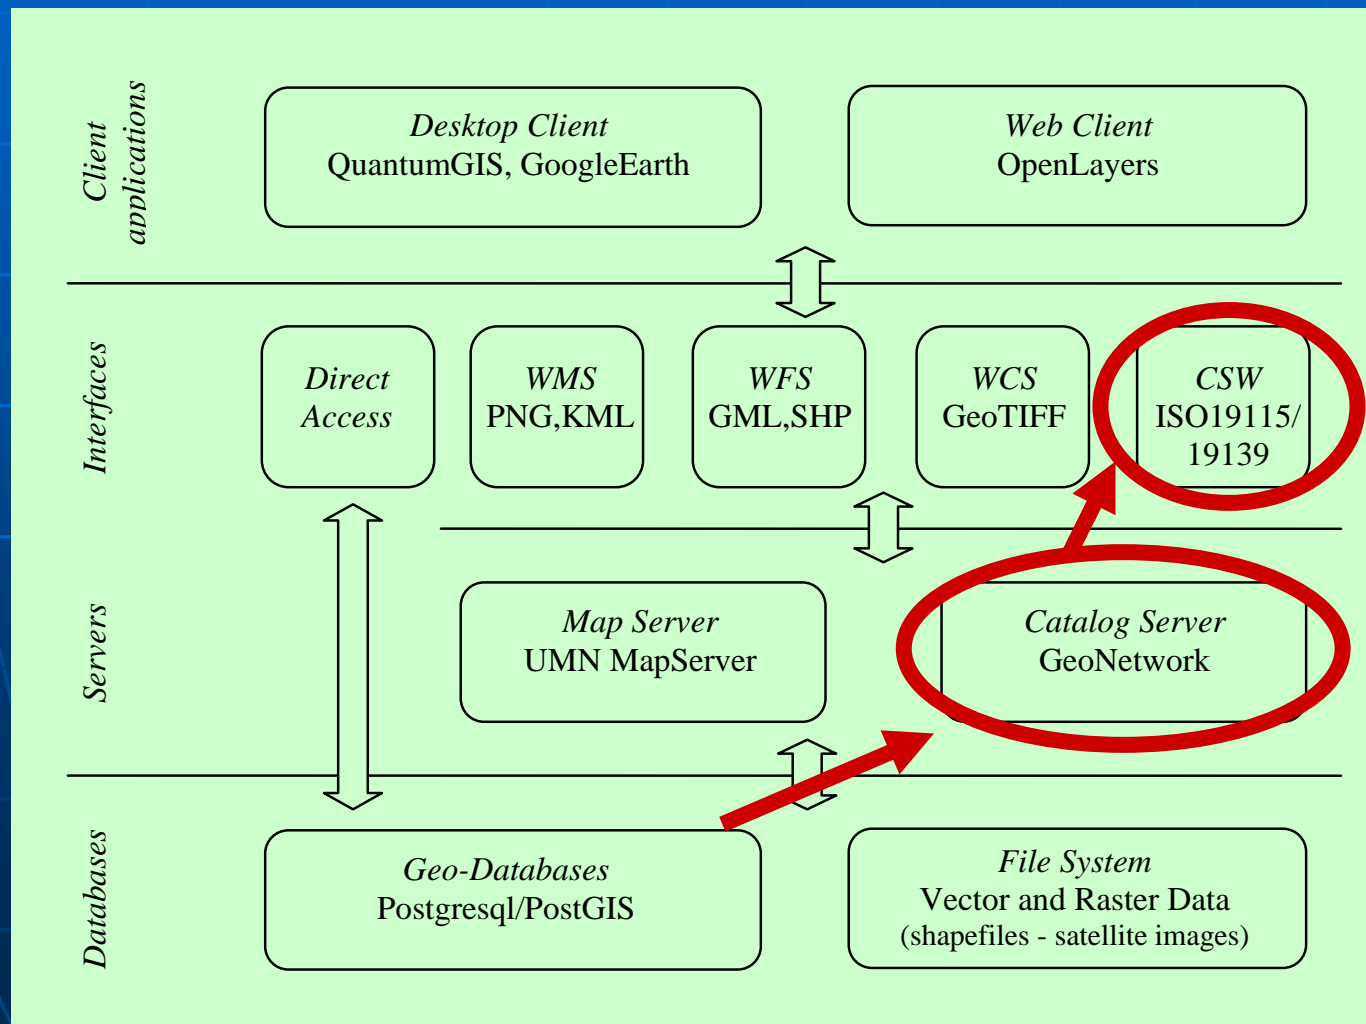 Client
applications
Desktop Client
QuantumGIS, GoogleEarth
Web Client
OpenLayers
Interfaces
Direct
Access
WMS
PNG,KML
WFS
GML,SHP
WCS
GeoTIFF
CSW
ISO19115/
19139
Servers
Map Server
UMN MapServer
Catalog Server
GeoNetwork
Databases
Geo-Databases
Postgresql/PostGIS
File System
Vector and Raster Data
(shapefiles - satellite images)